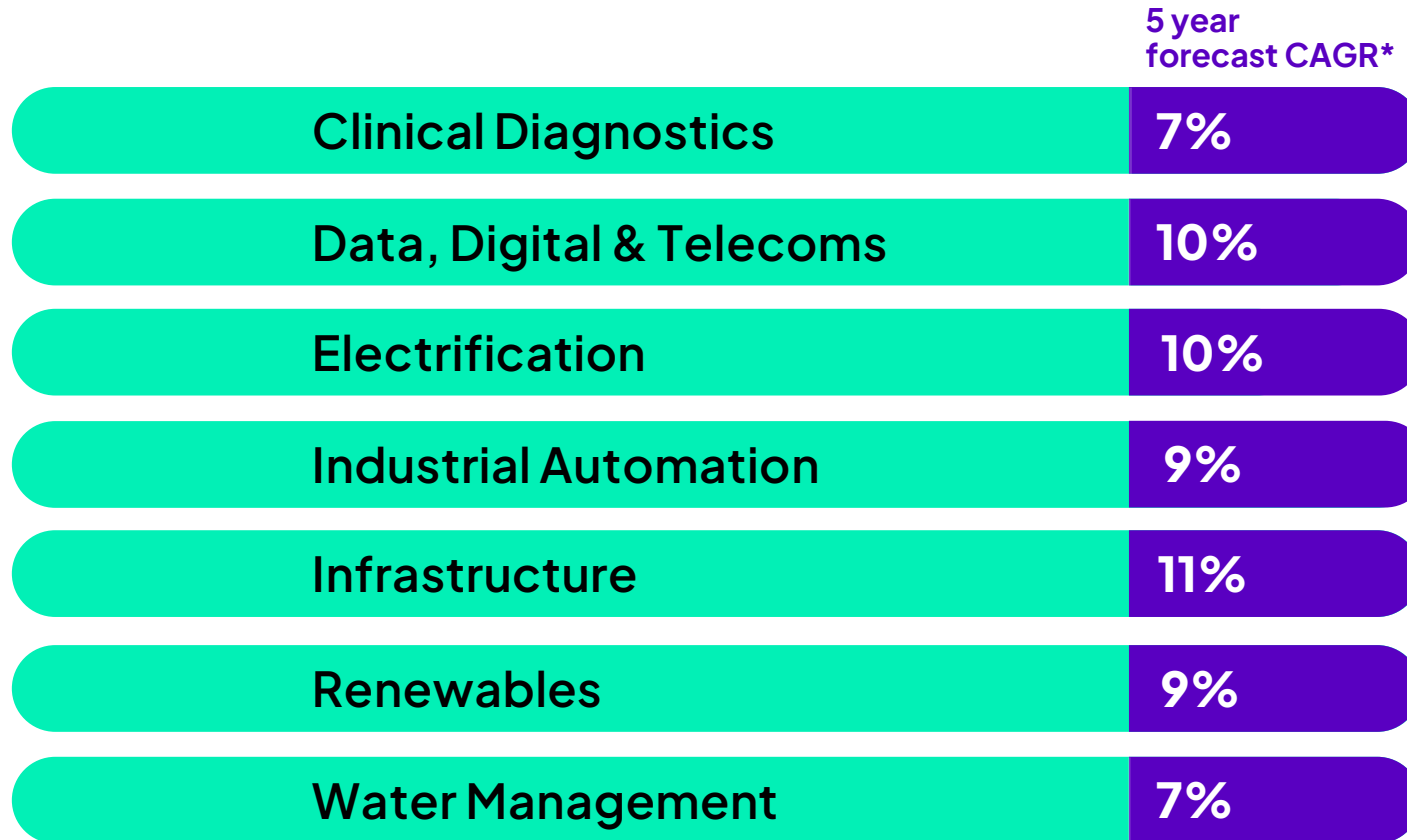 5 year
forecast CAGR*
Clinical Diagnostics 7%
Data, Digital & Telecoms 10%
Electrification 10%
Industrial Automation 9%
Infrastructure 11%
Renewables 9%
Water Management 7%